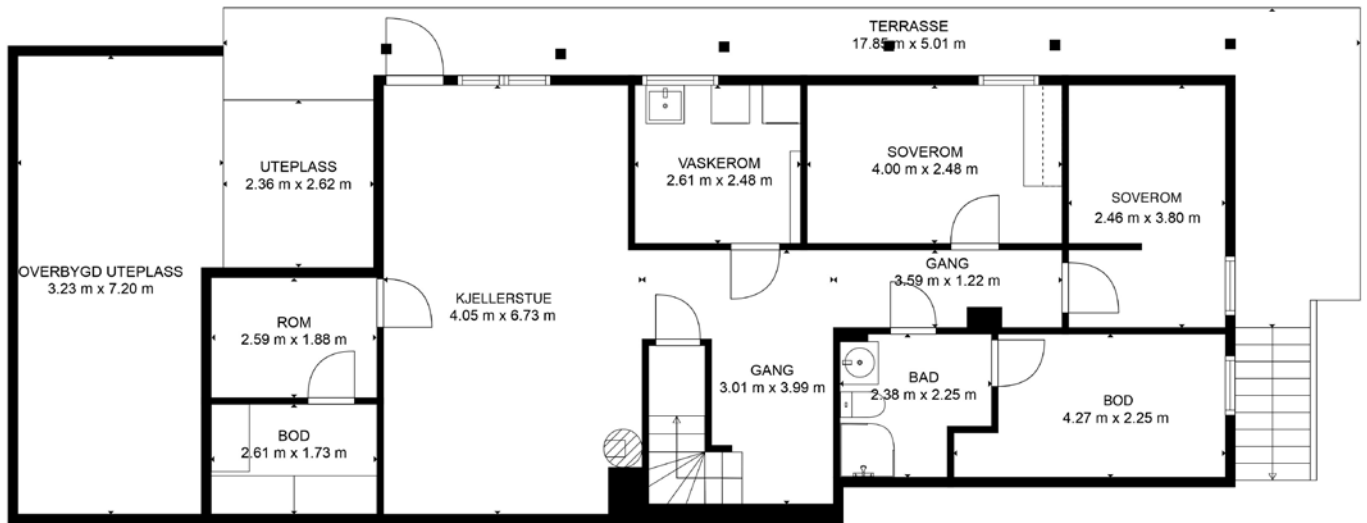 TERRASSE
17.85 m x 5.01 m
UTEPLASS
2.36 m x 2.62 m
VASKEROM
2.61 m x 2.48 m
SOVEROM
4.00 m x 2.48 m
SOVEROM
2.46 m x 3.80 m
OVERBYGD UTEPLASS
3.23 m x 7.20 m
KJELLERSTUE
4.05 m x 6.73 m
GANG
3.59 m x 1.22 m
ROM
2.59 m x 1.88 m
GANG
3.01 m x 3.99 m
BAD
2.38 m x 2.25 m
BOD
4.27 m x 2.25 m
BOD
2.61 m x 1.73 m